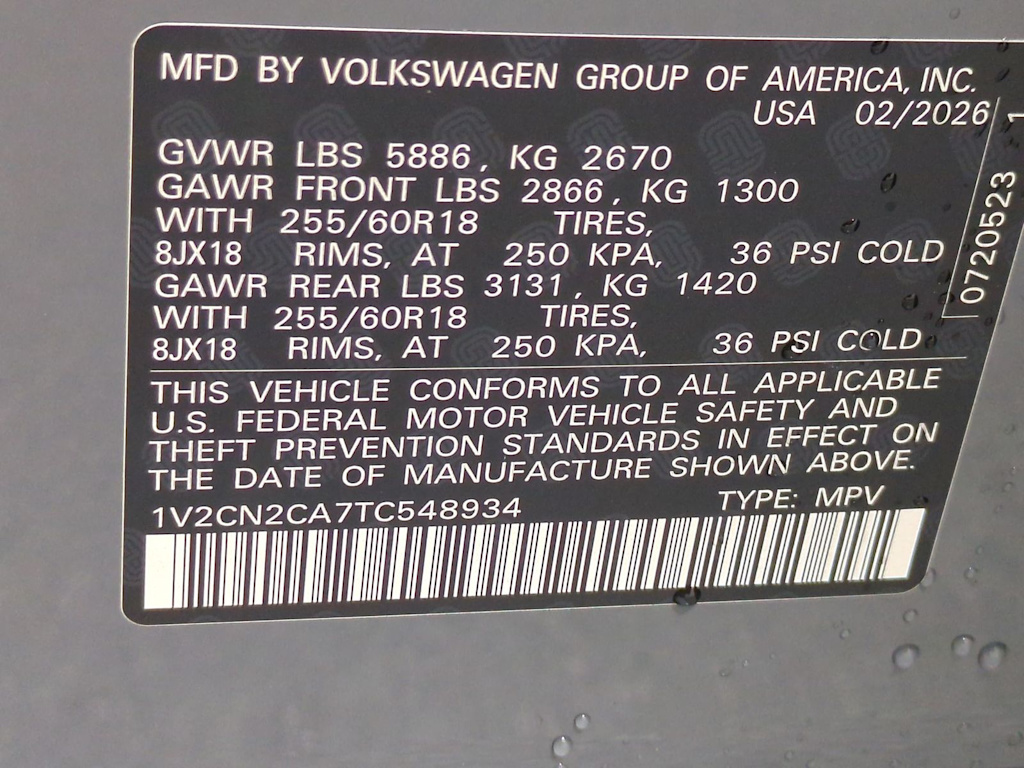 MFD BY VOLKSWAGEN GROUP OF AMERICA, INC.
USA 02/2026
GVWR LBS 5886, KG 2670
GAWR FRONT LBS 2866, KG 1300
WITH 255/60R18 TIRES,
8JX18 RIMS, AT 250 KPA, 36 PSI COLD
GAWR REAR LBS 3131, KG 1420
WITH 255/60R18 TIRES,
8JX18 RIMS, AT 250 KPA, 36 PSI COLD
THIS VEHICLE CONFORMS TO ALL APPLICABLE
U.S. FEDERAL MOTOR VEHICLE SAFETY AND
THEFT PREVENTION STANDARDS IN EFFECT ON
THE DATE OF MANUFACTURE SHOWN ABOVE.
1V2CN2CA7TC548934 TYPE: MPV
0720523 1